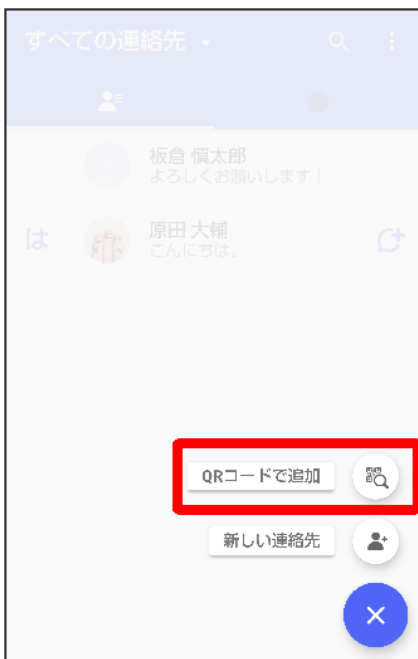 すべての連絡先
板倉 慎太郎
よろしくお願いします！
は
原田 大輔
こんにちは。
QRコードで追加
新しい連絡先